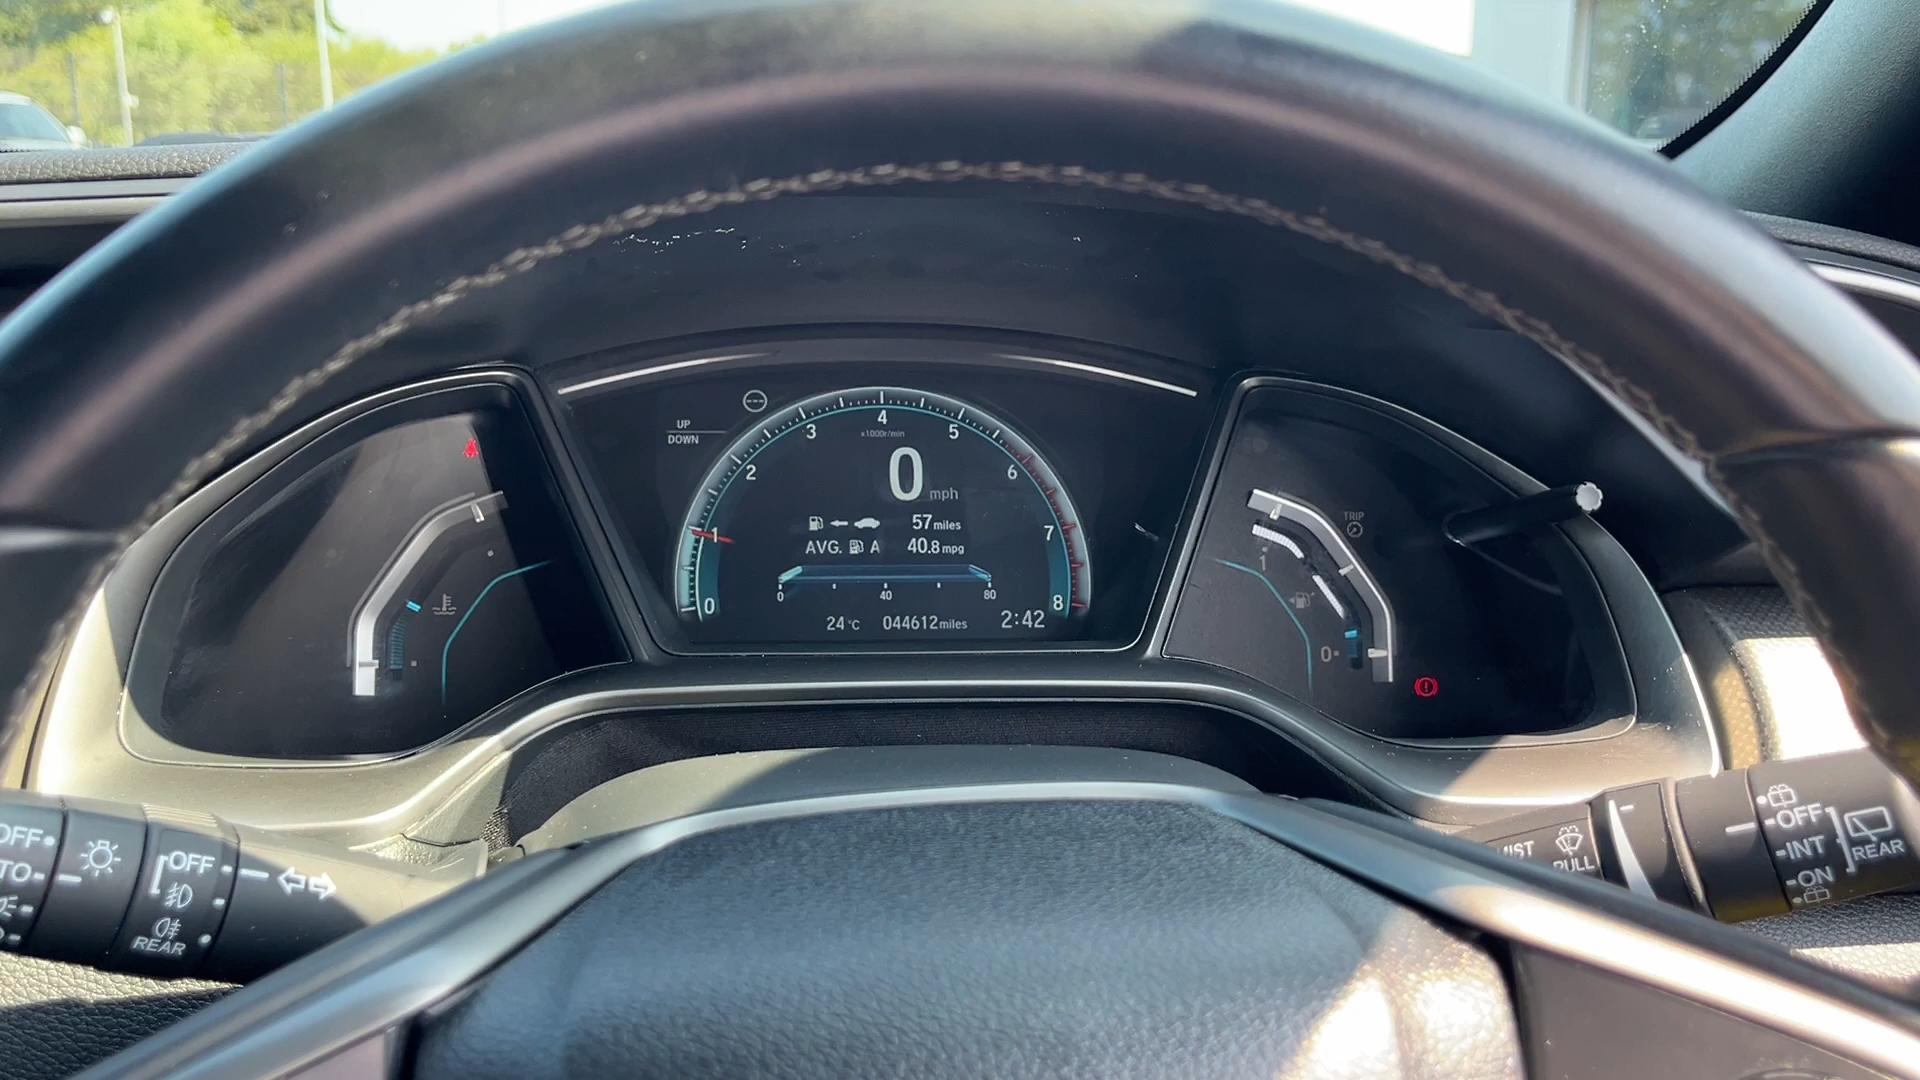 UP
DOWN
0 1 2 3 4 5 6 7 8
x1000r/min
0 mph
57 miles
AVG. A 40.8 mpg
0 40 80
24°C 044612 miles 2:42
TRIP
1
0
OFF
OFF
REAR
PULL
OFF
INT
ON
REAR